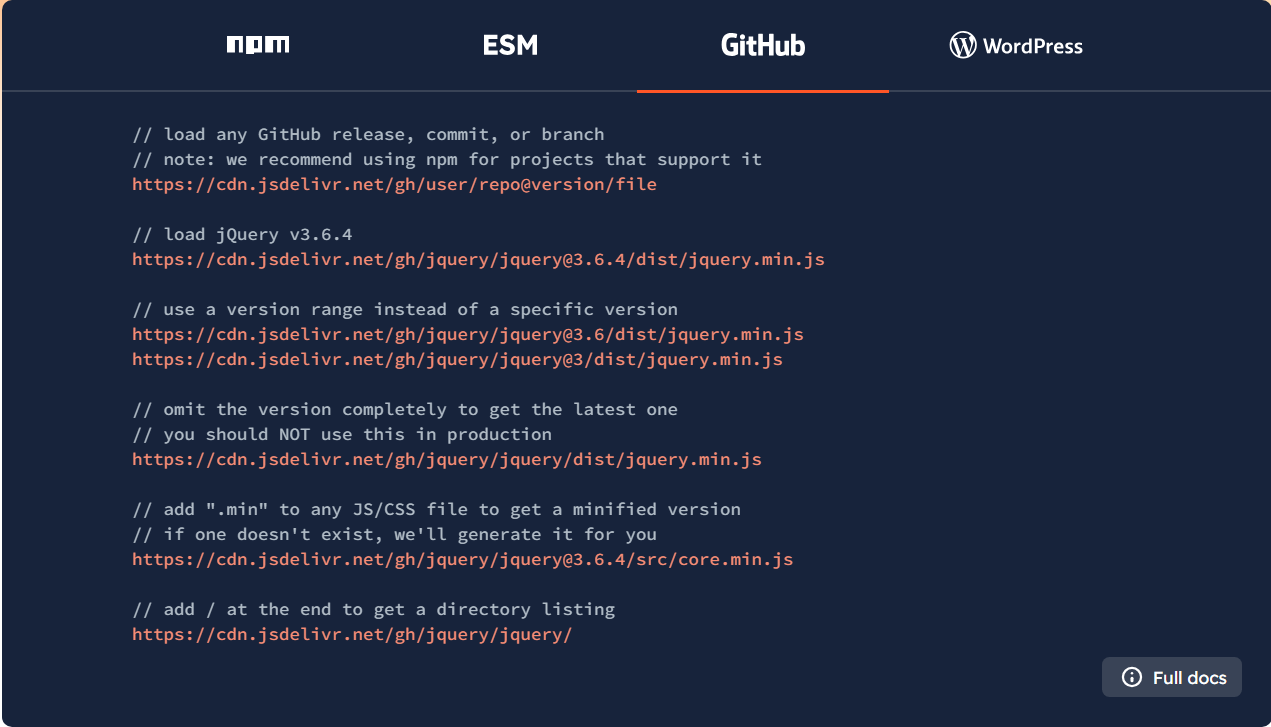 npm
ESM
GitHub
WordPress
// load any GitHub release, commit, or branch
// note: we recommend using npm for projects that support it
https://cdn.jsdelivr.net/gh/user/repo@version/file
// load jQuery v3.6.4
https://cdn.jsdelivr.net/gh/jquery/jquery@3.6.4/dist/jquery.min.js
// use a version range instead of a specific version
https://cdn.jsdelivr.net/gh/jquery/jquery@3.6/dist/jquery.min.js
https://cdn.jsdelivr.net/gh/jquery/jquery@3/dist/jquery.min.js
// omit the version completely to get the latest one
// you should NOT use this in production
https://cdn.jsdelivr.net/gh/jquery/jquery/dist/jquery.min.js
// add ".min" to any JS/CSS file to get a minified version
// if one doesn't exist, we'll generate it for you
https://cdn.jsdelivr.net/gh/jquery/jquery@3.6.4/src/core.min.js
// add / at the end to get a directory listing
https://cdn.jsdelivr.net/gh/jquery/jquery/
Full docs